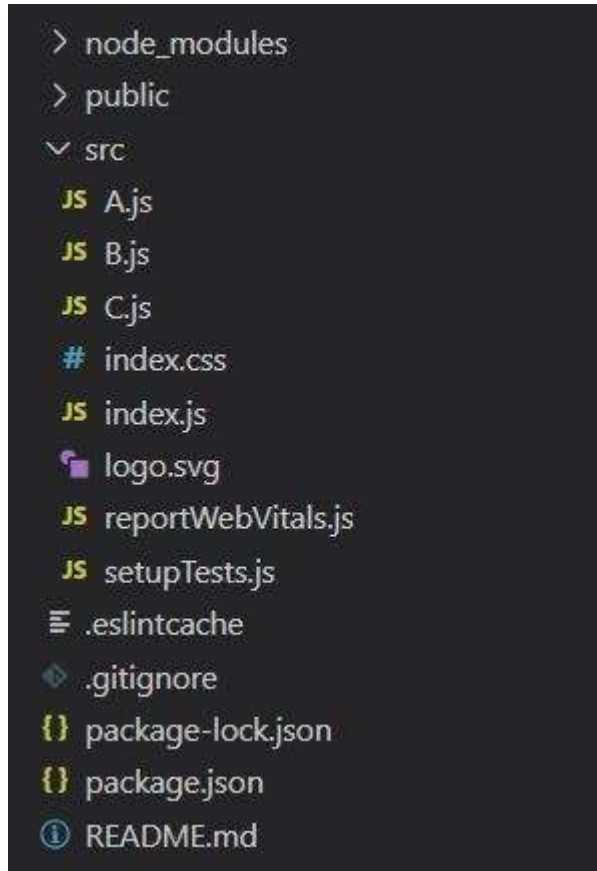 node_modules
public
src
JS A.js
JS B.js
JS C.js
# index.css
JS index.js
logo.svg
JS reportWebVitals.js
JS setupTests.js
.eslintcache
.gitignore
{} package-lock.json
{} package.json
README.md